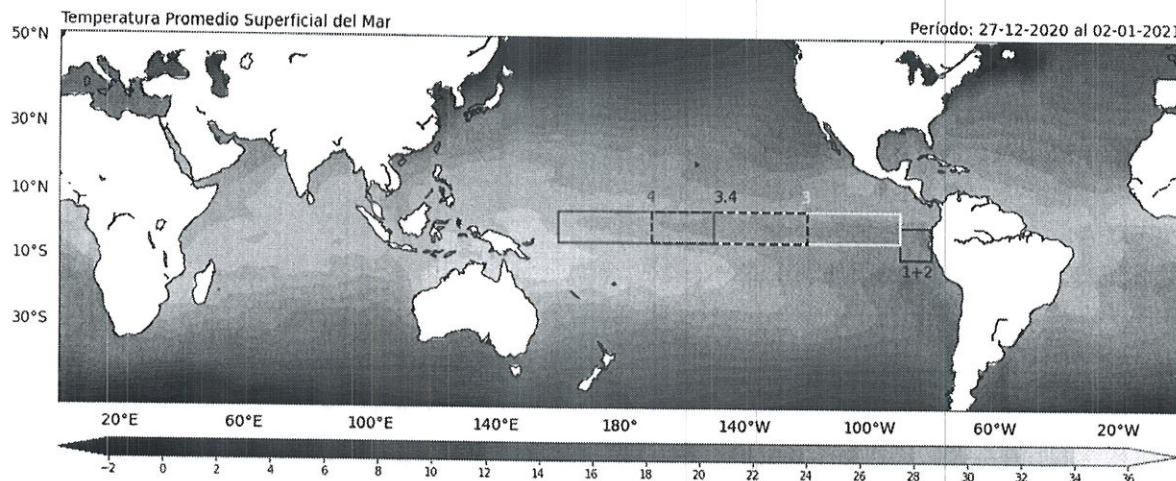 Temperatura Promedio Superficial del Mar
Período: 27-12-2020 al 02-01-2021
50°N
30°N
10°N
4 3.4 3
10°S
1+2
30°S
20°E 60°E 100°E 140°E 180° 140°W 100°W 60°W 20°W
−2 0 2 4 6 8 10 12 14 16 18 20 22 24 26 28 30 32 34 36